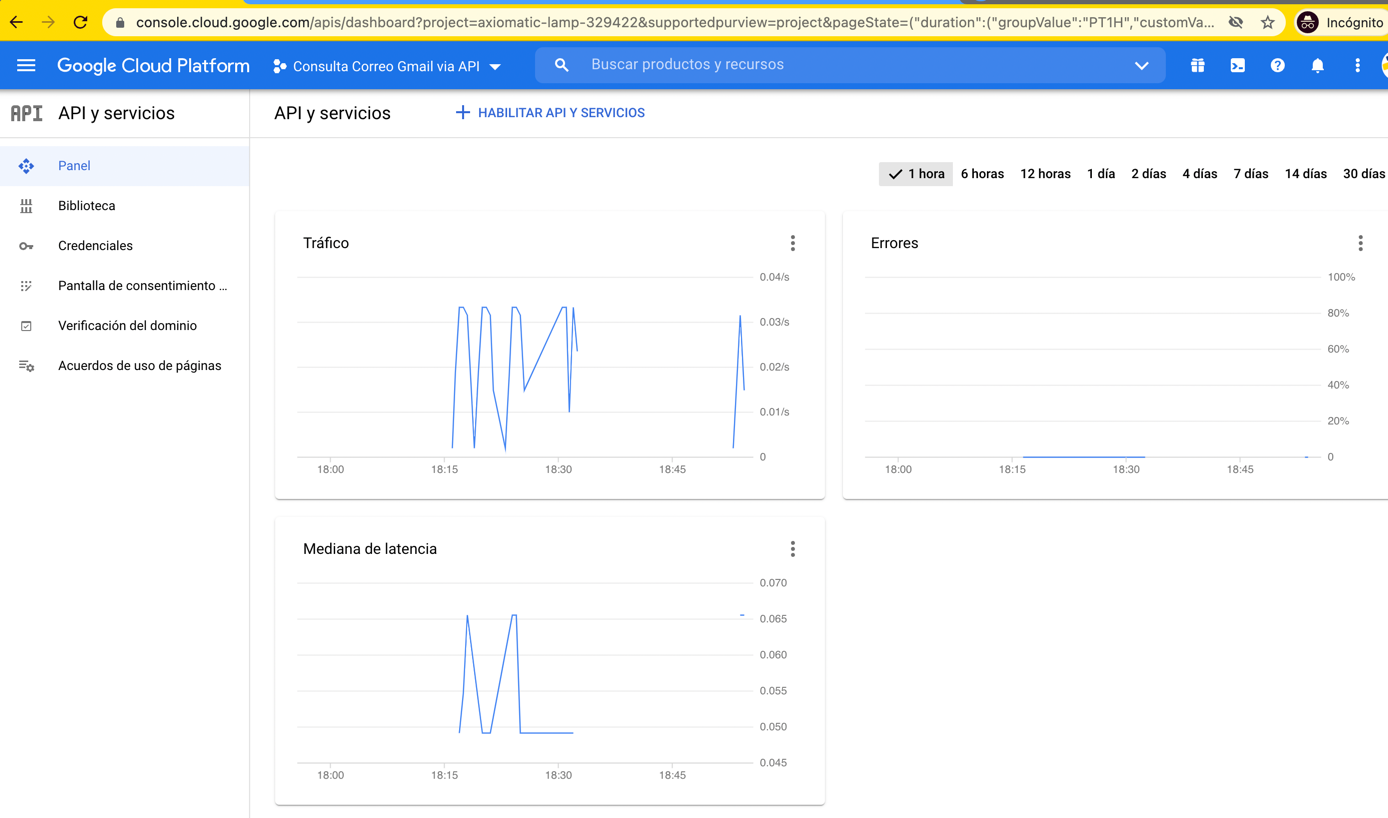 console.cloud.google.com/apis/dashboard?project=axiomatic-lamp-329422&supportedpurview=project&pageState=("duration":("groupValue":"PT1H","customVa...
Incógnito
Google Cloud Platform
Consulta Correo Gmail via API
Buscar productos y recursos
API
API y servicios
API y servicios
HABILITAR API Y SERVICIOS
Panel
Biblioteca
Credenciales
Pantalla de consentimiento ...
Verificación del dominio
Acuerdos de uso de páginas
1 hora
6 horas
12 horas
1 día
2 días
4 días
7 días
14 días
30 días
Tráfico
0.04/s
0.03/s
0.02/s
0.01/s
0
18:00
18:15
18:30
18:45
Errores
100%
80%
60%
40%
20%
0
18:00
18:15
18:30
18:45
Mediana de latencia
0.070
0.065
0.060
0.055
0.050
0.045
18:00
18:15
18:30
18:45